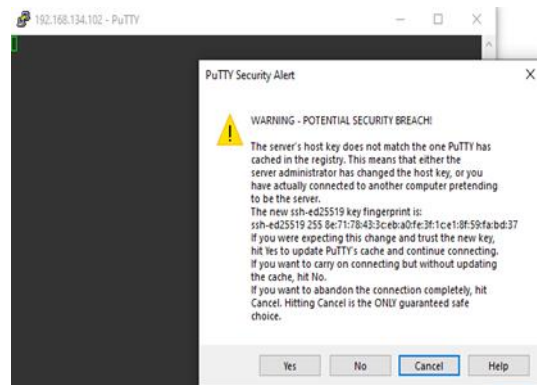 192.168.134.102 - PuTTY
PuTTY Security Alert
WARNING - POTENTIAL SECURITY BREACH!
The server's host key does not match the one PuTTY has
cached in the registry. This means that either the
server administrator has changed the host key, or you
have actually connected to another computer pretending
to be the server.
The new ssh-ed25519 key fingerprint is:
ssh-ed25519 255 8e:71:78:43:3c:eb:a0:fe:3f:1c:e1:8f:59:fa:bd:37
If you were expecting this change and trust the new key,
hit Yes to update PuTTY's cache and continue connecting.
If you want to carry on connecting but without updating
the cache, hit No.
If you want to abandon the connection completely, hit
Cancel. Hitting Cancel is the ONLY guaranteed safe
choice.
Yes No Cancel Help